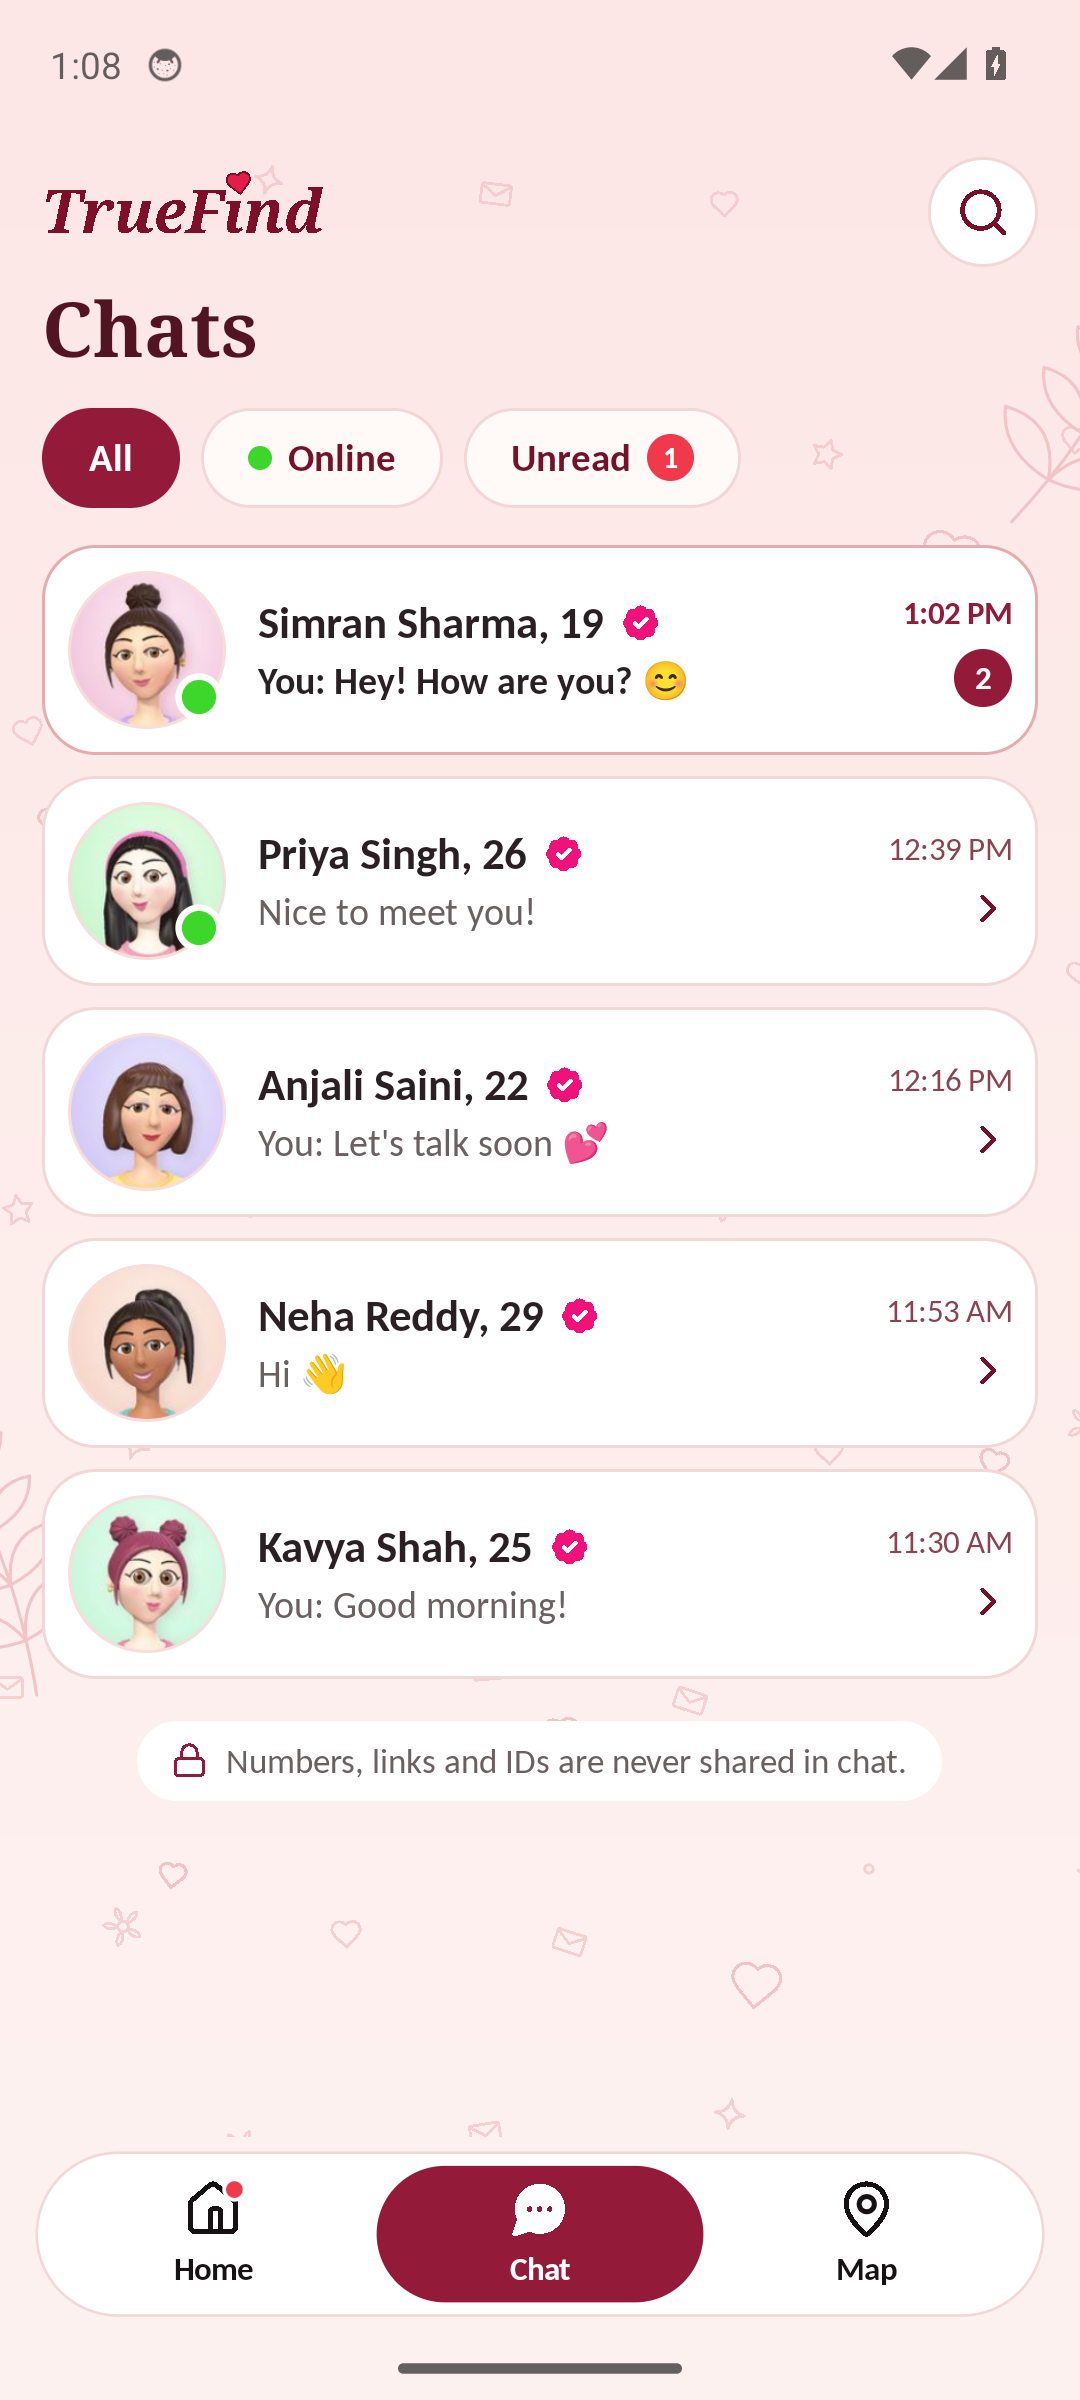 1:08
TrueFind
Chats
All
Online
Unread 1
Simran Sharma, 19
1:02 PM
You: Hey! How are you? 😊
2
Priya Singh, 26
12:39 PM
Nice to meet you!
Anjali Saini, 22
12:16 PM
You: Let's talk soon 💕
Neha Reddy, 29
11:53 AM
Hi 👋
Kavya Shah, 25
11:30 AM
You: Good morning!
Numbers, links and IDs are never shared in chat.
Home
Chat
Map